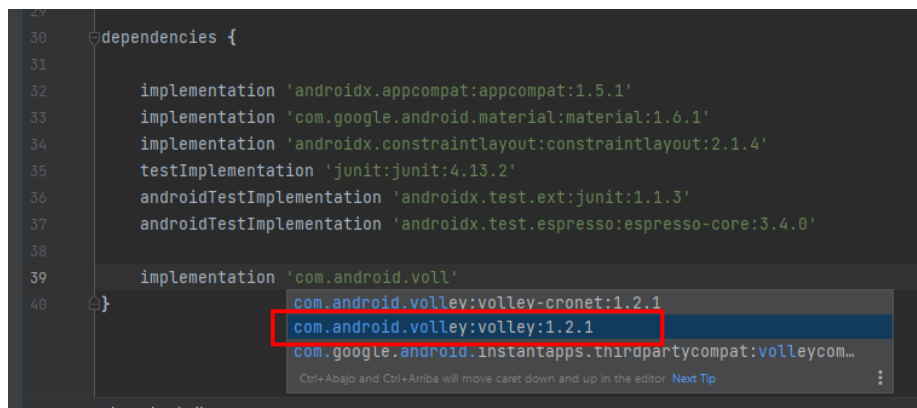 29
30 dependencies {
31
32 implementation 'androidx.appcompat:appcompat:1.5.1'
33 implementation 'com.google.android.material:material:1.6.1'
34 implementation 'androidx.constraintlayout:constraintlayout:2.1.4'
35 testImplementation 'junit:junit:4.13.2'
36 androidTestImplementation 'androidx.test.ext:junit:1.1.3'
37 androidTestImplementation 'androidx.test.espresso:espresso-core:3.4.0'
38
39 implementation 'com.android.voll'
40 }
com.android.volley:volley-cronet:1.2.1
com.android.volley:volley:1.2.1
com.google.android.instantapps.thirdpartycompat:volleycom…
Ctrl+Abajo and Ctrl+Arriba will move caret down and up in the editor Next Tip